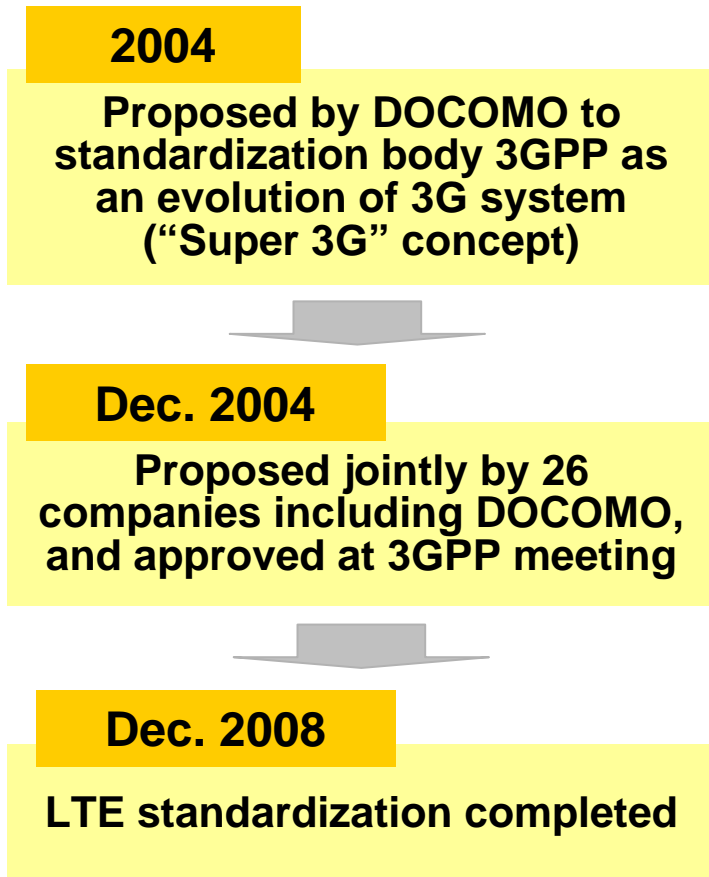 2004
Proposed by DOCOMO to
standardization body 3GPP as
an evolution of 3G system
(“Super 3G” concept)
Dec. 2004
Proposed jointly by 26
companies including DOCOMO,
and approved at 3GPP meeting
Dec. 2008
LTE standardization completed